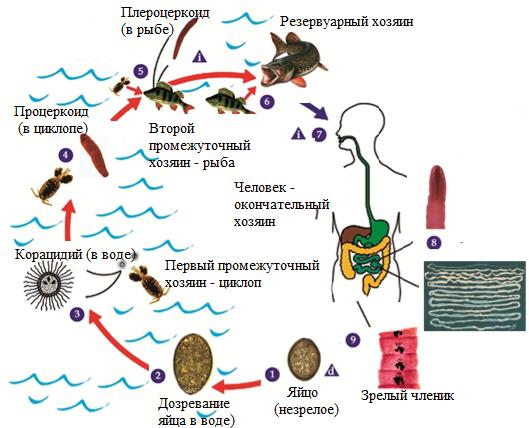 Плероцеркоид
(в рыбе)
Резервуарный хозяин
5
i
6
Процеркоид
(в циклопе)
Второй
промежуточный
хозяин - рыба
i 7
4
Человек -
окончательный
хозяин
8
Корацидий (в воде)
Первый промежуточный
хозяин - циклоп
3
9
2
1
d
Дозревание
яйца в воде)
Яйцо
(незрелое)
Зрелый членик